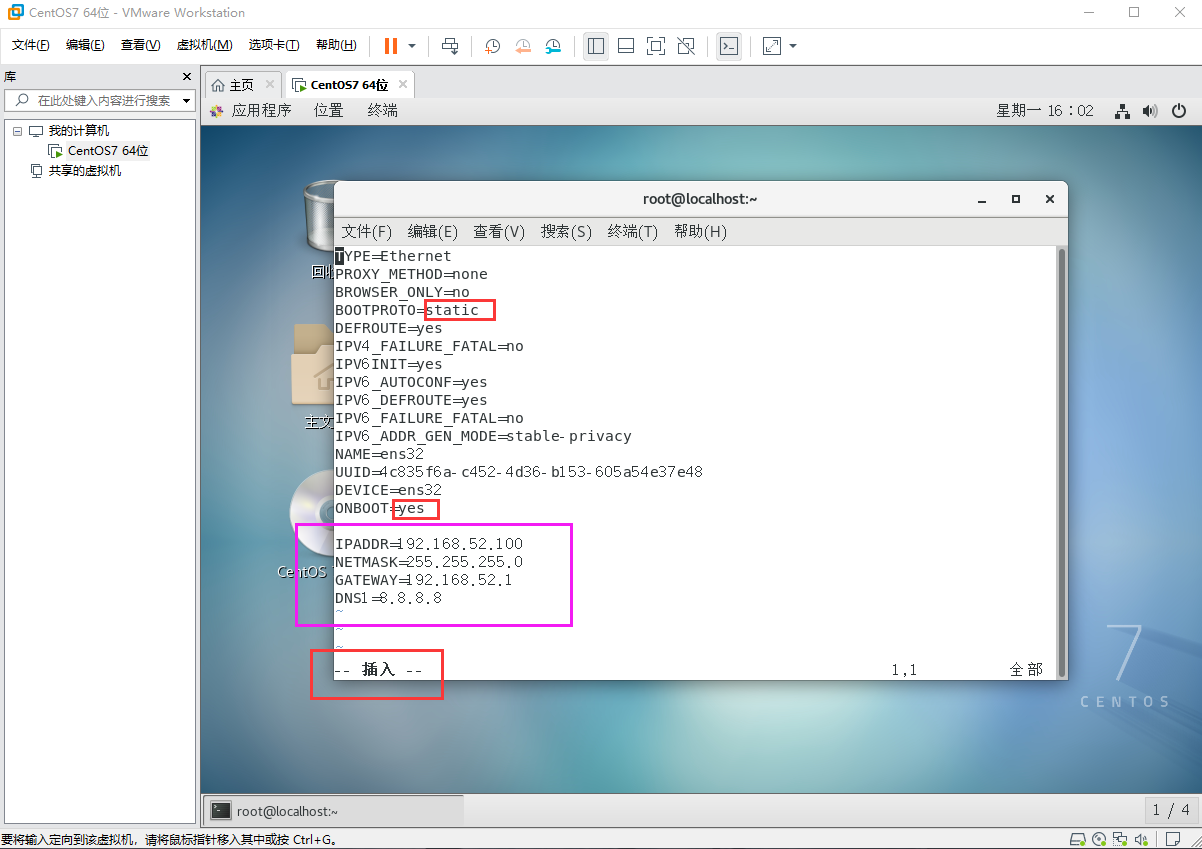 CentOS7 64位 - VMware Workstation
文件(F) 编辑(E) 查看(V) 虚拟机(M) 选项卡(T) 帮助(H)
库
在此处键入内容进行搜索
我的计算机
CentOS7 64位
共享的虚拟机
主页 CentOS7 64位
应用程序 位置 终端 星期一 16：02
回收
主文
CentOS
root@localhost:~
文件(F) 编辑(E) 查看(V) 搜索(S) 终端(T) 帮助(H)
TYPE=Ethernet
PROXY_METHOD=none
BROWSER_ONLY=no
BOOTPROTO=static
DEFROUTE=yes
IPV4_FAILURE_FATAL=no
IPV6INIT=yes
IPV6_AUTOCONF=yes
IPV6_DEFROUTE=yes
IPV6_FAILURE_FATAL=no
IPV6_ADDR_GEN_MODE=stable-privacy
NAME=ens32
UUID=4c835f6a-c452-4d36-b153-605a54e37e48
DEVICE=ens32
ONBOOT=yes
IPADDR=192.168.52.100
NETMASK=255.255.255.0
GATEWAY=192.168.52.1
DNS1=8.8.8.8
~
~
~
-- 插入 -- 1,1 全部
7
CENTOS
root@localhost:~ 1 / 4
要将输入定向到该虚拟机，请将鼠标指针移入其中或按 Ctrl+G。